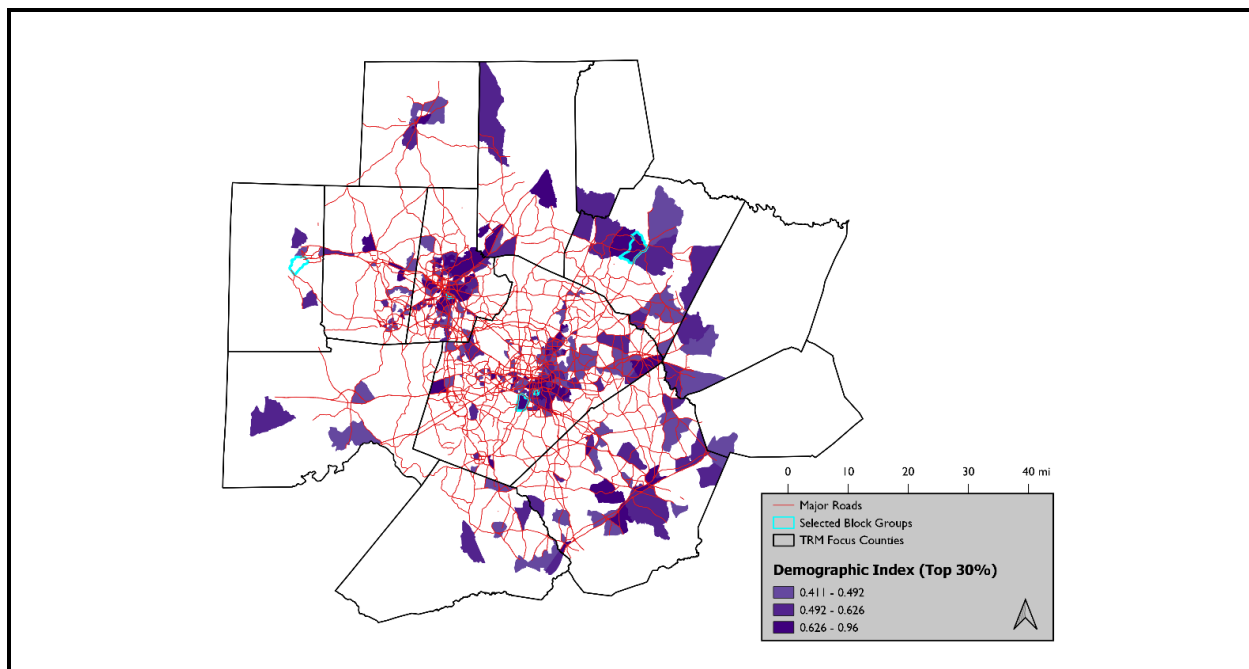 0 10 20 30 40 mi
Major Roads
Selected Block Groups
TRM Focus Counties
Demographic Index (Top 30%)
0.411 - 0.492
0.492 - 0.626
0.626 - 0.96